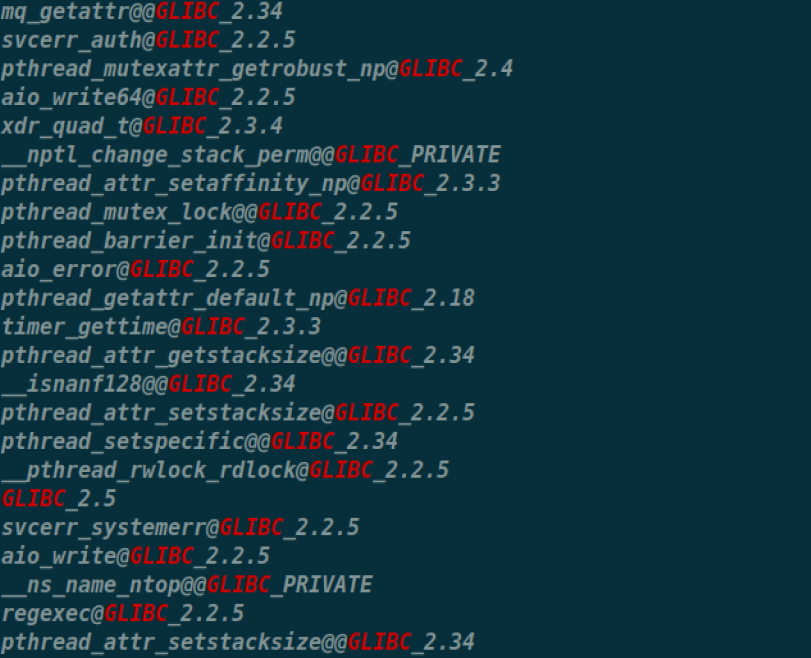 mq_getattr@@GLIBC_2.34
svcerr_auth@GLIBC_2.2.5
pthread_mutexattr_getrobust_np@GLIBC_2.4
aio_write64@GLIBC_2.2.5
xdr_quad_t@GLIBC_2.3.4
__nptl_change_stack_perm@@GLIBC_PRIVATE
pthread_attr_setaffinity_np@GLIBC_2.3.3
pthread_mutex_lock@@GLIBC_2.2.5
pthread_barrier_init@GLIBC_2.2.5
aio_error@GLIBC_2.2.5
pthread_getattr_default_np@GLIBC_2.18
timer_gettime@GLIBC_2.3.3
pthread_attr_getstacksize@@GLIBC_2.34
__isnanf128@@GLIBC_2.34
pthread_attr_setstacksize@GLIBC_2.2.5
pthread_setspecific@@GLIBC_2.34
__pthread_rwlock_rdlock@GLIBC_2.2.5
GLIBC_2.5
svcerr_systemerr@GLIBC_2.2.5
aio_write@GLIBC_2.2.5
__ns_name_ntop@@GLIBC_PRIVATE
regexec@GLIBC_2.2.5
pthread_attr_setstacksize@@GLIBC_2.34